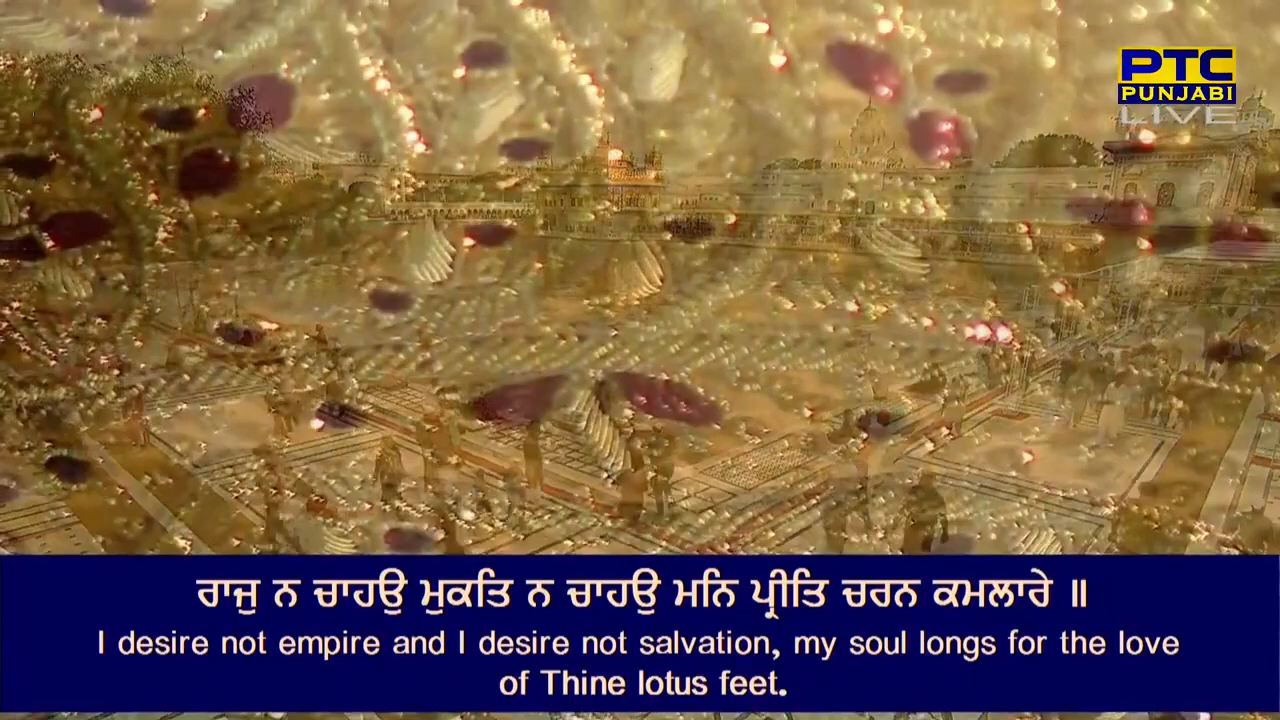 PTC
PUNJABI
LIVE
ਰਾਜੁ ਨ ਚਾਹਉ ਮੁਕਤਿ ਨ ਚਾਹਉ ਮਨਿ ਪ੍ਰੀਤਿ ਚਰਨ ਕਮਲਾਰੇ ॥
I desire not empire and I desire not salvation, my soul longs for the love
of Thine lotus feet.